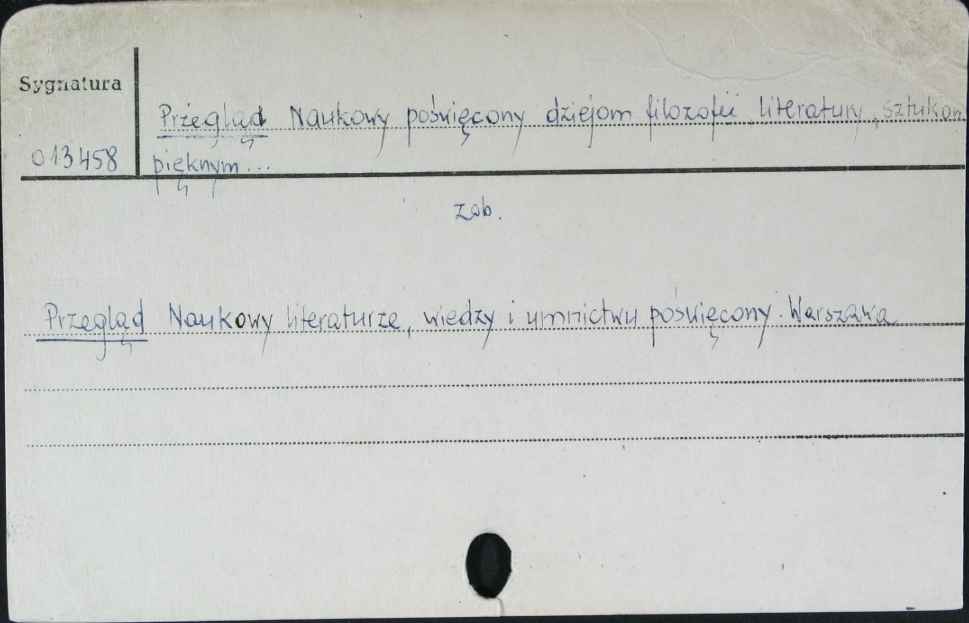 Sygnatura
Przegląd Naukowy poświęcony dziejom filozofii, literatury, sztukom
013458
pięknym...
zob.
Przegląd Naukowy literaturze, wiedzy i umnictwu poświęcony. Warszawa